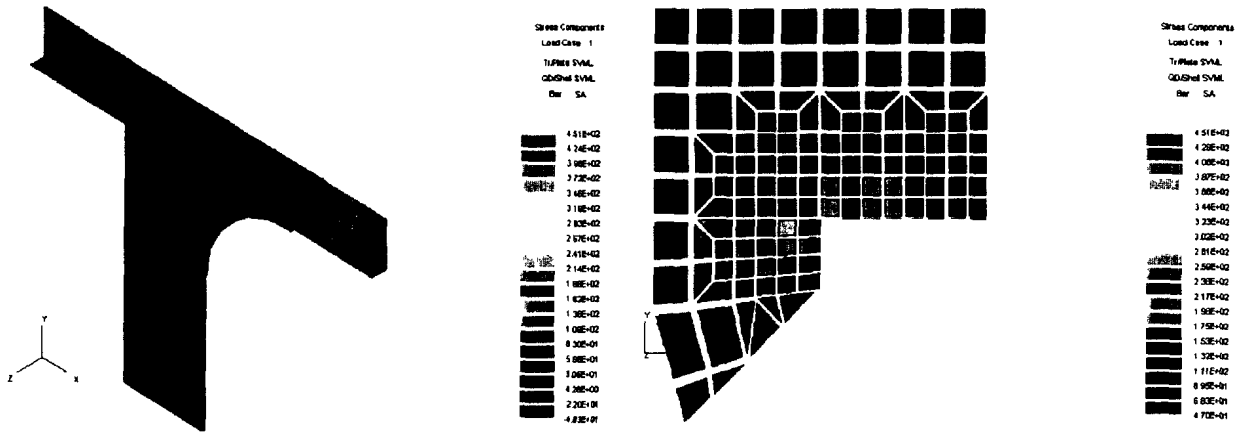 Stress Components
Load Case 1
Tri/Plate SVML
QD/Shell SVML
Bar SA
4.51E+02
4.24E+02
3.98E+02
3.72E+02
3.45E+02
3.19E+02
2.93E+02
2.67E+02
2.41E+02
2.14E+02
1.88E+02
1.62E+02
1.36E+02
1.09E+02
8.30E+01
5.68E+01
3.06E+01
4.28E+00
2.20E+01
-4.83E+01
Y
Z
X
Y
Z
Stress Components
Load Case 1
Tri/Plate SVML
QD/Shell SVML
Bar SA
4.51E+02
4.29E+02
4.08E+02
3.87E+02
3.66E+02
3.44E+02
3.23E+02
3.02E+02
2.81E+02
2.59E+02
2.38E+02
2.17E+02
1.96E+02
1.75E+02
1.53E+02
1.32E+02
1.11E+02
8.95E+01
6.83E+01
4.70E+01